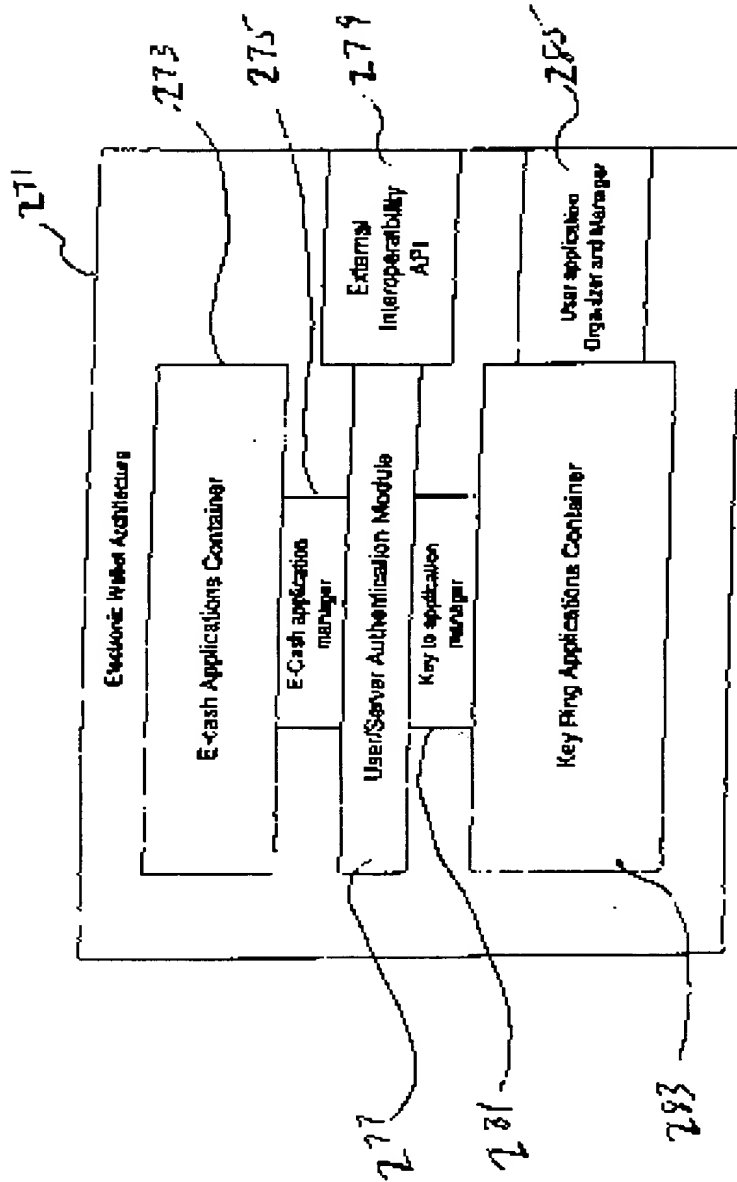 271
Electronic Wallet Architecture
273
E-cash Applications Container
275
E-Cash application
manager
279
External
Interoperatibility
API
277
User/Server Authentication Module
281
Key to application
manager
285
User application
Organizer and Manager
283
Key Ring Applications Container